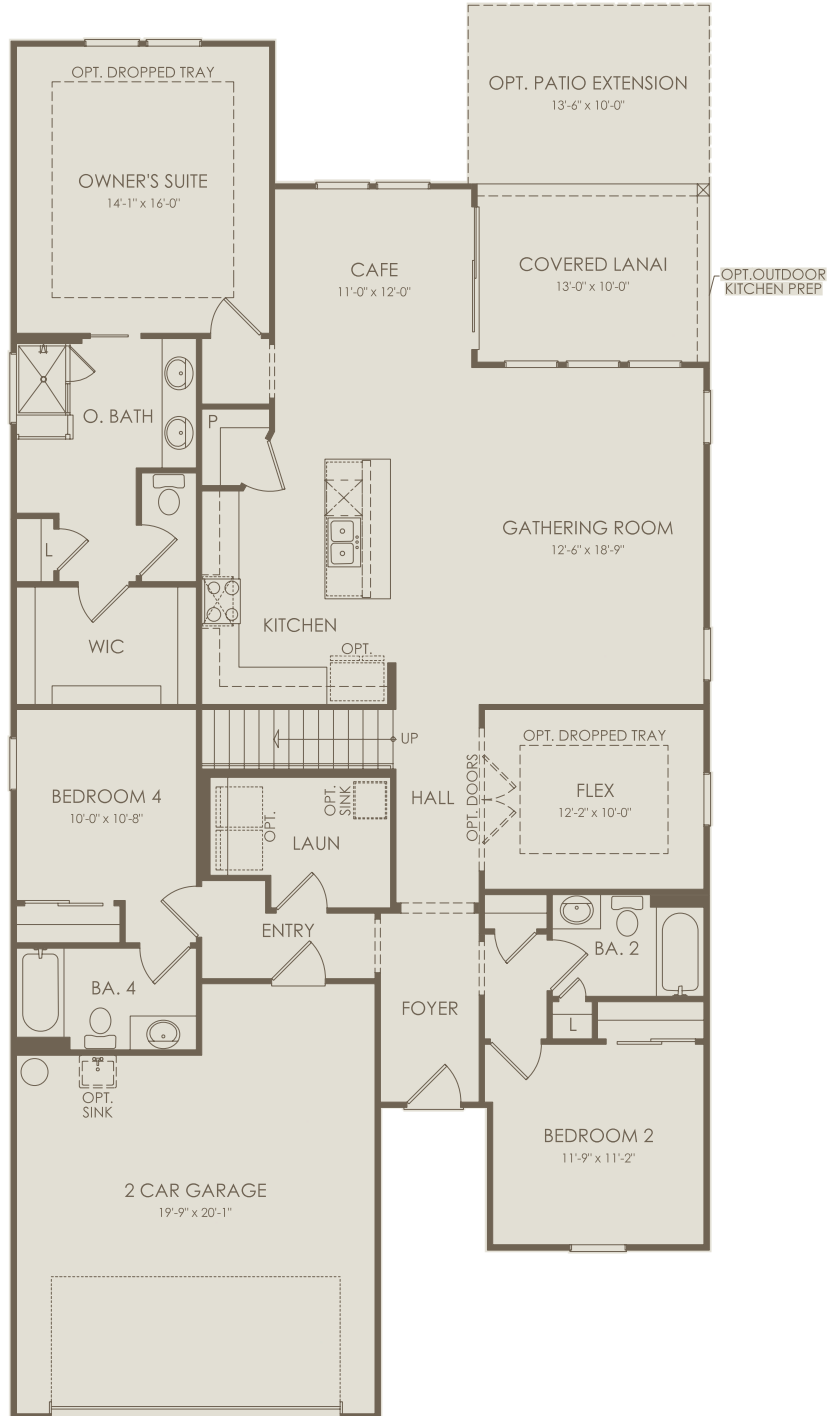 OPT. DROPPED TRAY
OPT. PATIO EXTENSION
13'-6" x 10'-0"
OWNER'S SUITE
14'-1" x 16'-0"
CAFE
11'-0" x 12'-0"
COVERED LANAI
13'-0" x 10'-0"
OPT.OUTDOOR
KITCHEN PREP
O. BATH
P
GATHERING ROOM
12'-6" x 18'-9"
L
KITCHEN
WIC
OPT.
UP
OPT. DROPPED TRAY
BEDROOM 4
10'-0" x 10'-8"
OPT.
SINK
OPT.
LAUN
HALL
OPT. DOORS
FLEX
12'-2" x 10'-0"
ENTRY
BA. 2
BA. 4
FOYER
L
OPT.
SINK
BEDROOM 2
11'-9" x 11'-2"
2 CAR GARAGE
19'-9" x 20'-1"